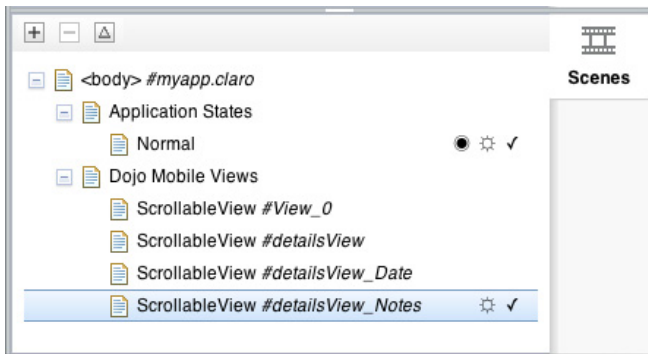 <body> #myapp.claro
Scenes
Application States
Normal
Dojo Mobile Views
ScrollableView #View_0
ScrollableView #detailsView
ScrollableView #detailsView_Date
ScrollableView #detailsView_Notes